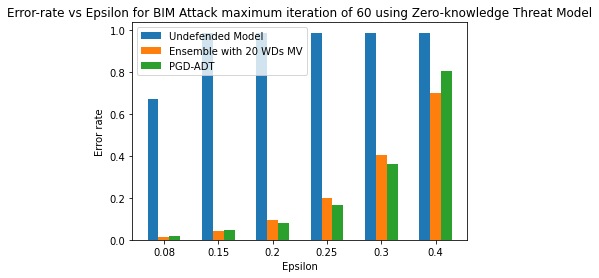 Error-rate vs Epsilon for BIM Attack maximum iteration of 60 using Zero-knowledge Threat Model
Undefended Model
Ensemble with 20 WDs MV
PGD-ADT
1.0
0.8
0.6
0.4
0.2
0.0
Error rate
0.08 0.15 0.2 0.25 0.3 0.4
Epsilon